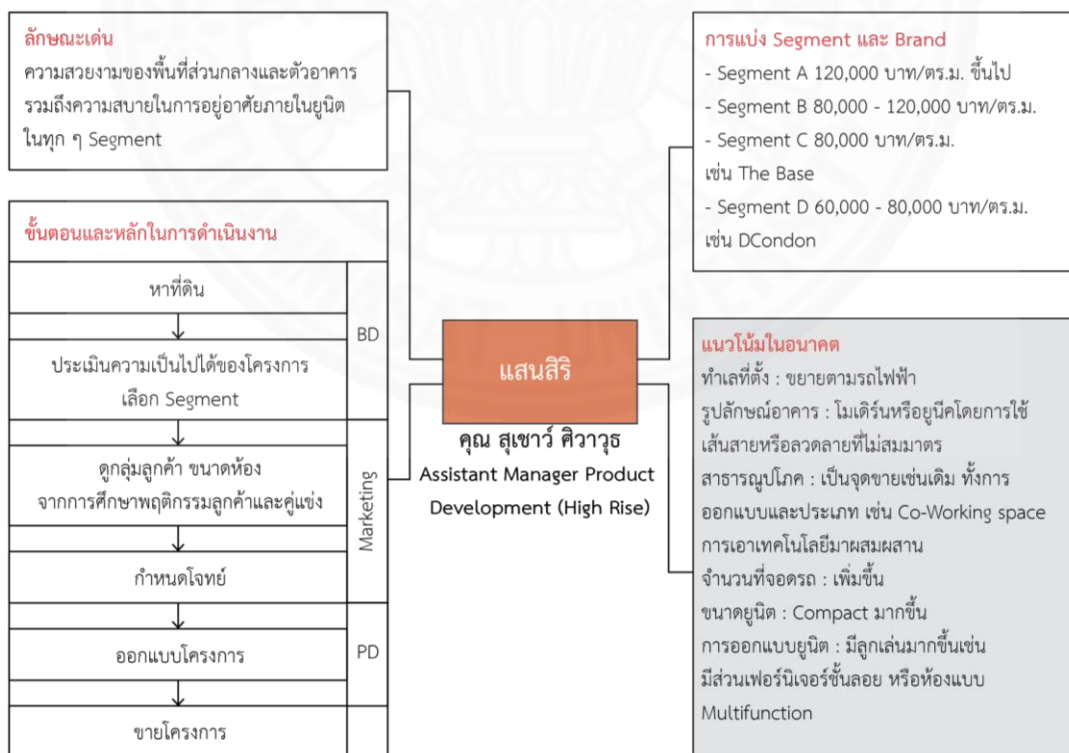 ลักษณะเด่น
ความสวยงามของพื้นที่ส่วนกลางและตัวอาคาร
รวมถึงความสบายในการอยู่อาศัยภายในยูนิต
ในทุก ๆ Segment
ขั้นตอนและหลักในการดำเนินงาน
หาที่ดิน
ประเมินความเป็นไปได้ของโครงการ
เลือก Segment
BD
ดูกลุ่มลูกค้า ขนาดห้อง
จากการศึกษาพฤติกรรมลูกค้าและคู่แข่ง
กำหนดโจทย์
Marketing
ออกแบบโครงการ
PD
ขายโครงการ
แสนสิริ
คุณ สุเชาว์ ศิวาวุธ
Assistant Manager Product
Development (High Rise)
การแบ่ง Segment และ Brand
- Segment A 120,000 บาท/ตร.ม. ขึ้นไป
- Segment B 80,000 - 120,000 บาท/ตร.ม.
- Segment C 80,000 บาท/ตร.ม.
เช่น The Base
- Segment D 60,000 - 80,000 บาท/ตร.ม.
เช่น DCondon
แนวโน้มในอนาคต
ทำเลที่ตั้ง : ขยายตามรถไฟฟ้า
รูปลักษณ์อาคาร : โมเดิร์นหรือยูนีคโดยการใช้
เส้นสายหรือลวดลายที่ไม่สมมาตร
สาธารณูปโภค : เป็นจุดขายเช่นเดิม ทั้งการ
ออกแบบและประเภท เช่น Co-Working space
การเอาเทคโนโลยีมาผสมผสาน
จำนวนที่จอดรถ : เพิ่มขึ้น
ขนาดยูนิต : Compact มากขึ้น
การออกแบบยูนิต : มีลูกเล่นมากขึ้นเช่น
มีส่วนเฟอร์นิเจอร์ชั้นลอย หรือห้องแบบ
Multifunction